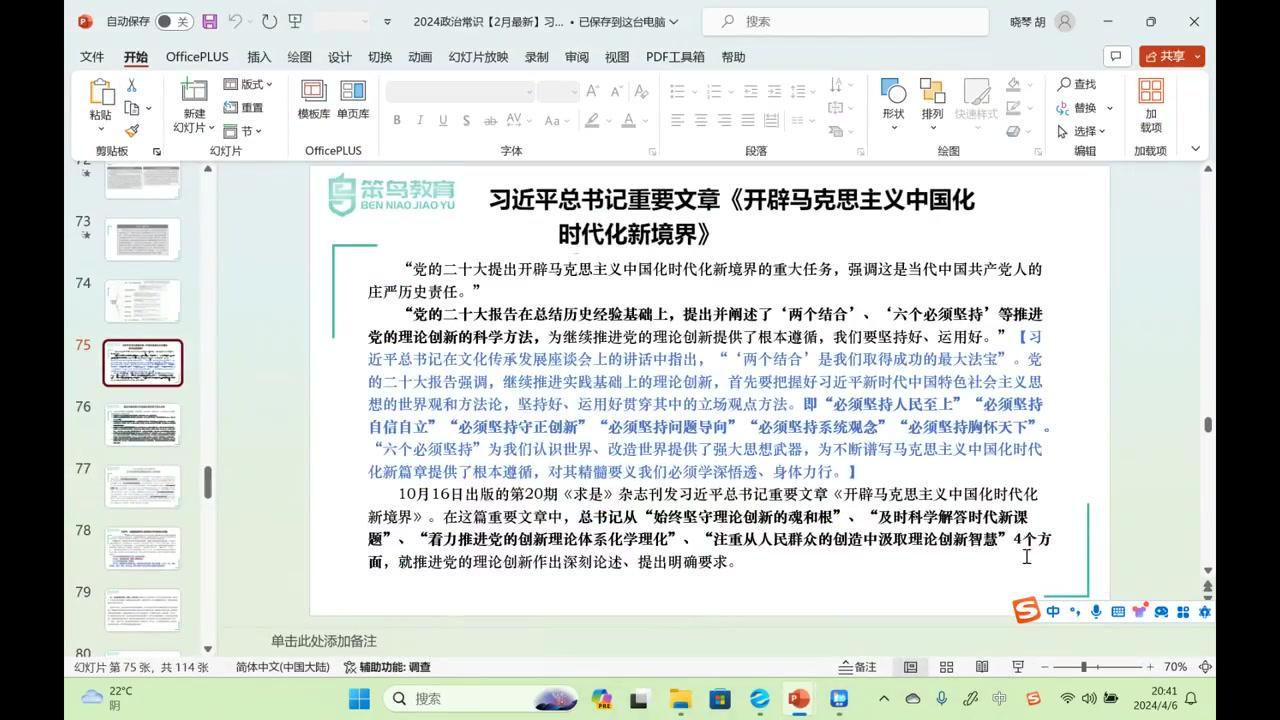 自动保存 关 2024政治常识【2月最新】习... • 已保存到这台电脑 搜索 晓琴 胡
文件 开始 OfficePLUS 插入 绘图 设计 切换 动画 幻灯片放映 录制 审阅 视图 PDF工具箱 帮助 共享
粘贴 新建 幻灯片 版式 重置 节 模板库 单页库 形状 排列 快速样式 查找 替换 选择 加载项
B I U S ab AV Aa A
剪贴板 幻灯片 OfficePLUS 字体 段落 绘图 编辑 加载项
72
73
74
75
76
77
78
79
80
笨鸟教育
BEN NIAO JIAO YU
习近平总书记重要文章《开辟马克思主义中国化
时代化新境界》
“党的二十大提出开辟马克思主义中国化时代化新境界的重大任务，强调这是当代中国共产党人的
庄严历史责任。”
“党的二十大报告在总结历史经验基础上，提出并阐述了‘两个结合’、‘六个必须坚持’等推进
党的理论创新的科学方法，为继续推进党的理论创新提供了根本遵循，我们要坚持好、运用好。”【习
近平总书记在文化传承发展座谈会上的讲话中指出，“‘两个结合’是我们取得成功的最大法宝”。党
的二十大报告强调，继续推进实践基础上的理论创新，首先要把握好习近平新时代中国特色社会主义思
想的世界观和方法论，坚持好、运用好贯穿其中的立场观点方法。即“必须坚持人民至上”“必须坚持
自信自立”“必须坚持守正创新”“必须坚持问题导向”“必须坚持系统观念”“必须坚持胸怀天下”。
“六个必须坚持”为我们认识世界、改造世界提供了强大思想武器，为不断谱写马克思主义中国化时代
化新篇章提供了根本遵循，其中的精髓要义我们必须学深悟透、身体力行。】
10月16日出版的第20期《求是》杂志刊发习近平总书记重要文章《开辟马克思主义中国化时代化
新境界》。在这篇重要文章中，总书记从“始终坚守理论创新的魂和根”、“及时科学解答时代新课
题”、“着力推进党的创新理论体系化学理化”、“注重从人民群众的创造中汲取理论创新智慧”4个方
面，对推进党的理论创新作出深刻论述、提出明确要求。
单击此处添加备注
幻灯片 第 75 张，共 114 张 简体中文(中国大陆) 辅助功能: 调查 备注 70%
中
22°C
阴
搜索
PRE
20:41
2024/4/6